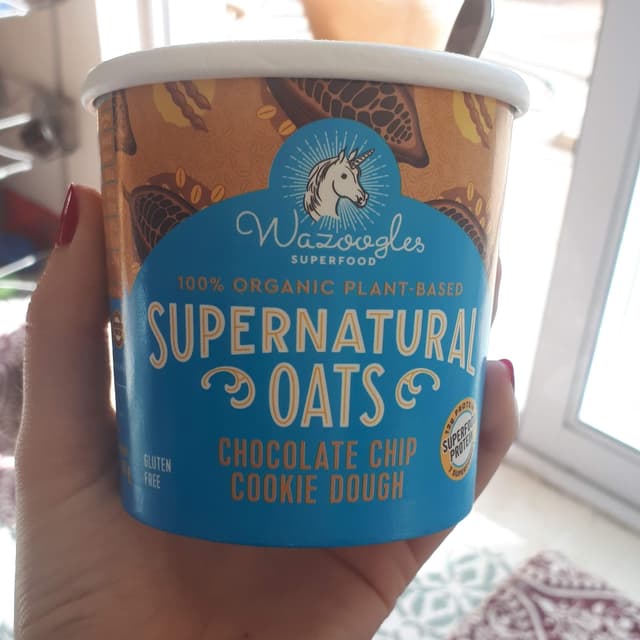 Wazoogles
SUPERFOOD
100% ORGANIC PLANT-BASED
SUPERNATURAL
OATS
CHOCOLATE CHIP
COOKIE DOUGH
GLUTEN
FREE
SUPERFOOD
PROTEIN